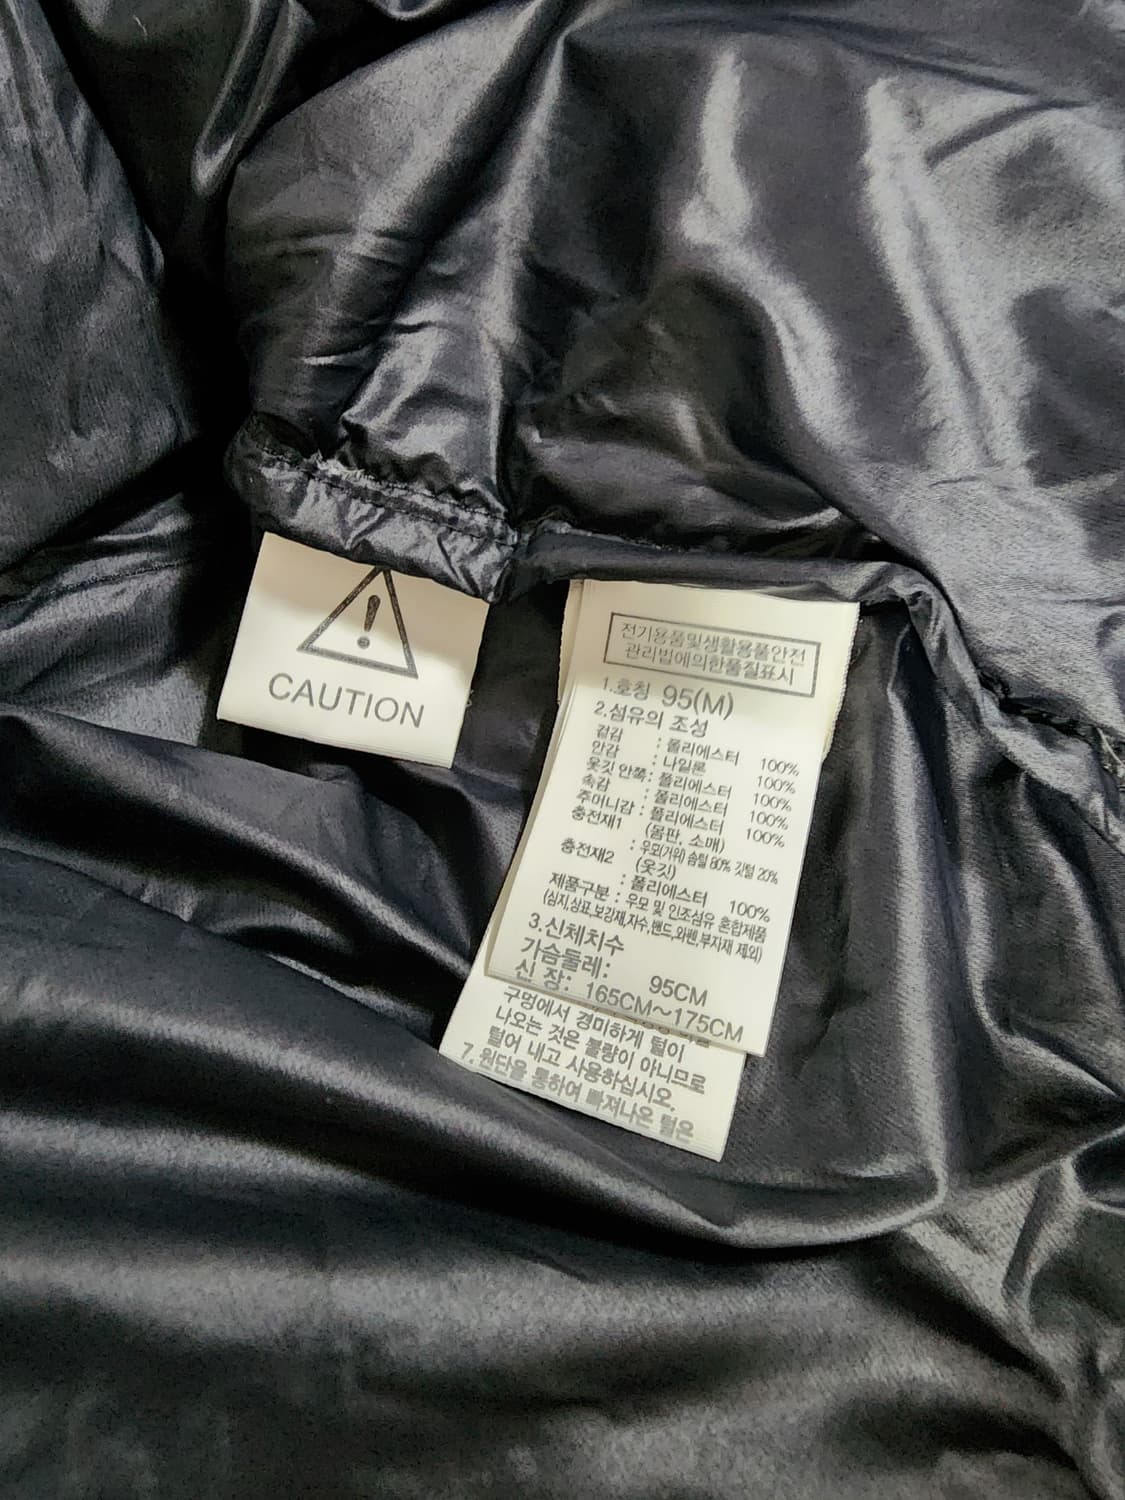 CAUTION
전기용품및생활용품안전
관리법에의한품질표시
1.호칭 95(M)
2.섬유의 조성
겉감 : 폴리에스터 100%
안감 : 나일론 100%
옷깃 안쪽: 폴리에스터 100%
속감 : 폴리에스터 100%
주머니감 : 폴리에스터 100%
충전재1 (몸판, 소매)
: 우모(거위) 솜털 80% 깃털 20%
충전재2 (옷깃)
: 폴리에스터 100%
제품구분 : 우모 및 인조섬유 혼합제품
(심지,상표,보강재,자수,밴드,와펜,부자재 제외)
3.신체치수
가슴둘레: 95CM
신 장: 165CM~175CM
구멍에서 경미하게 털이
나오는 것은 불량이 아니므로
털어 내고 사용하십시오.
7. 원단을 통하여 빠져나온 털은